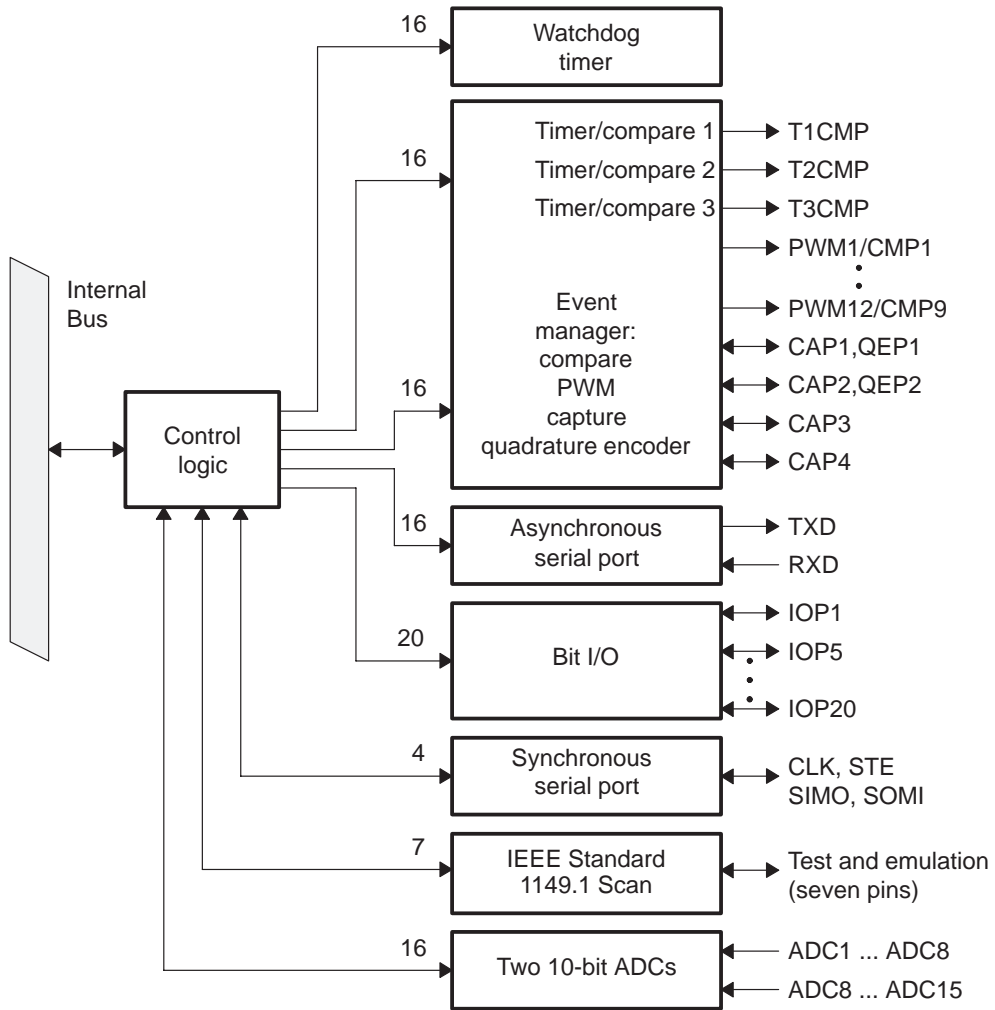 16
Watchdog
timer
Timer/compare 1
T1CMP
16
Timer/compare 2
T2CMP
Timer/compare 3
T3CMP
PWM1/CMP1
Internal
Bus
Event
manager:
compare
PWM
capture
quadrature encoder
PWM12/CMP9
CAP1,QEP1
16
CAP2,QEP2
CAP3
CAP4
Control
logic
16
Asynchronous
serial port
TXD
RXD
20
Bit I/O
IOP1
IOP5
IOP20
4
Synchronous
serial port
CLK, STE
SIMO, SOMI
7
IEEE Standard
1149.1 Scan
Test and emulation
(seven pins)
16
Two 10-bit ADCs
ADC1 ... ADC8
ADC8 ... ADC15